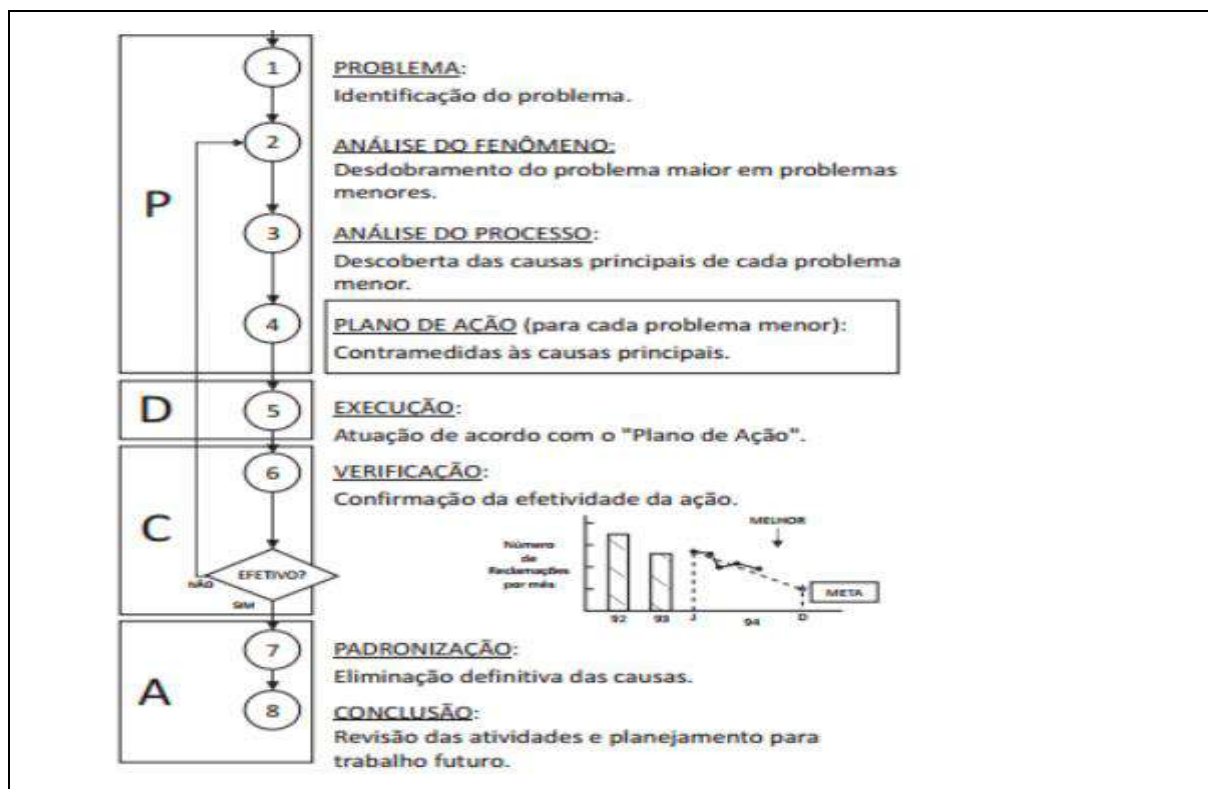 P
1
PROBLEMA:
Identificação do problema.
2
ANÁLISE DO FENÔMENO:
Desdobramento do problema maior em problemas
menores.
3
ANÁLISE DO PROCESSO:
Descoberta das causas principais de cada problema
menor.
4
PLANO DE AÇÃO (para cada problema menor):
Contramedidas às causas principais.
D
5
EXECUÇÃO:
Atuação de acordo com o "Plano de Ação".
C
6
VERIFICAÇÃO:
Confirmação da efetividade da ação.
EFETIVO?
NÃO
SIM
Número
de
Reclamações
por mês
MELHOR
META
92 93 J 94 D
A
7
PADRONIZAÇÃO:
Eliminação definitiva das causas.
8
CONCLUSÃO:
Revisão das atividades e planejamento para
trabalho futuro.